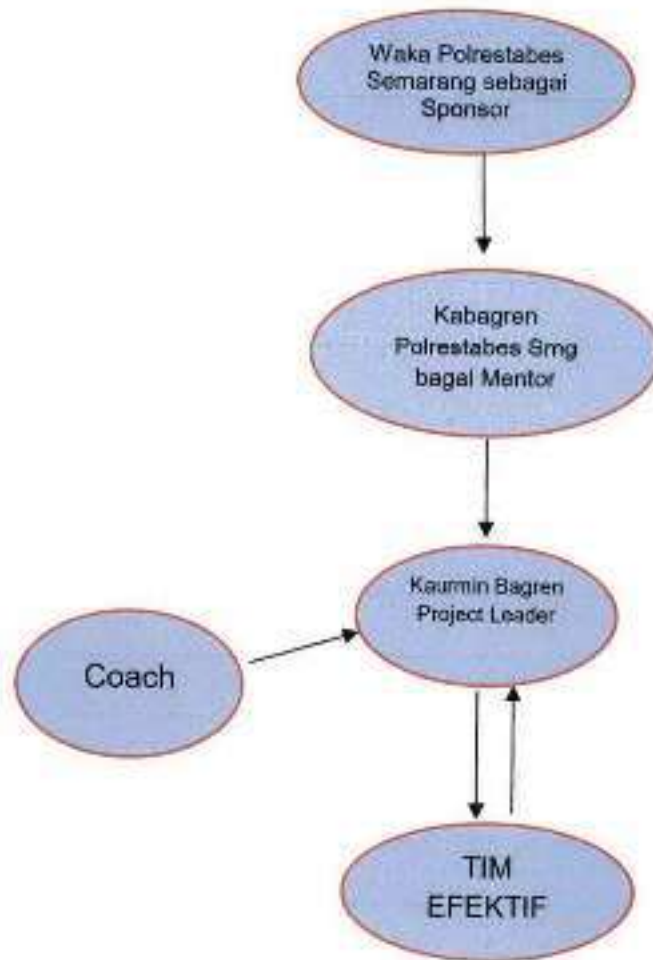 Waka Polrestabes
Semarang sebagai
Sponsor
Kabagren
Polrestabes Smg
bagai Mentor
Kaurmin Bagren
Project Leader
Coach
TIM
EFEKTIF